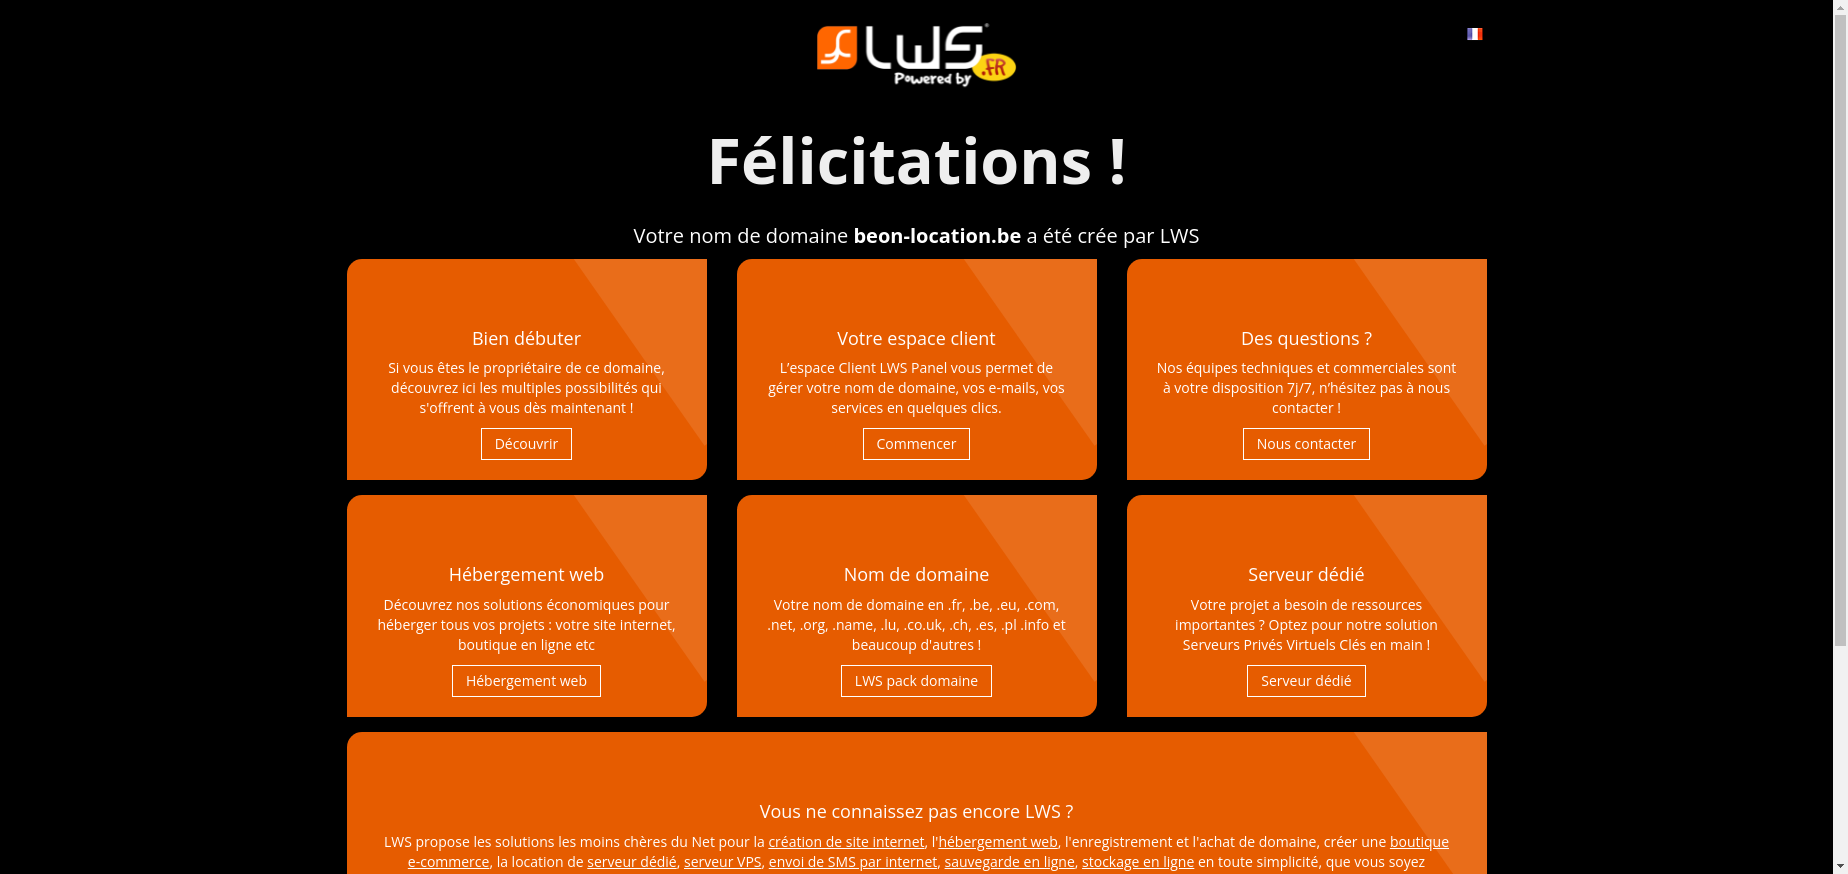 LWS
Powered by .FR
Félicitations !
Votre nom de domaine beon-location.be a été crée par LWS
Bien débuter
Si vous êtes le propriétaire de ce domaine,
découvrez ici les multiples possibilités qui
s'offrent à vous dès maintenant !
Découvrir
Votre espace client
L'espace Client LWS Panel vous permet de
gérer votre nom de domaine, vos e-mails, vos
services en quelques clics.
Commencer
Des questions ?
Nos équipes techniques et commerciales sont
à votre disposition 7j/7, n'hésitez pas à nous
contacter !
Nous contacter
Hébergement web
Découvrez nos solutions économiques pour
héberger tous vos projets : votre site internet,
boutique en ligne etc
Hébergement web
Nom de domaine
Votre nom de domaine en .fr, .be, .eu, .com,
.net, .org, .name, .lu, .co.uk, .ch, .es, .pl .info et
beaucoup d'autres !
LWS pack domaine
Serveur dédié
Votre projet a besoin de ressources
importantes ? Optez pour notre solution
Serveurs Privés Virtuels Clés en main !
Serveur dédié
Vous ne connaissez pas encore LWS ?
LWS propose les solutions les moins chères du Net pour la création de site internet, l'hébergement web, l'enregistrement et l'achat de domaine, créer une boutique
e-commerce, la location de serveur dédié, serveur VPS, envoi de SMS par internet, sauvegarde en ligne, stockage en ligne en toute simplicité, que vous soyez